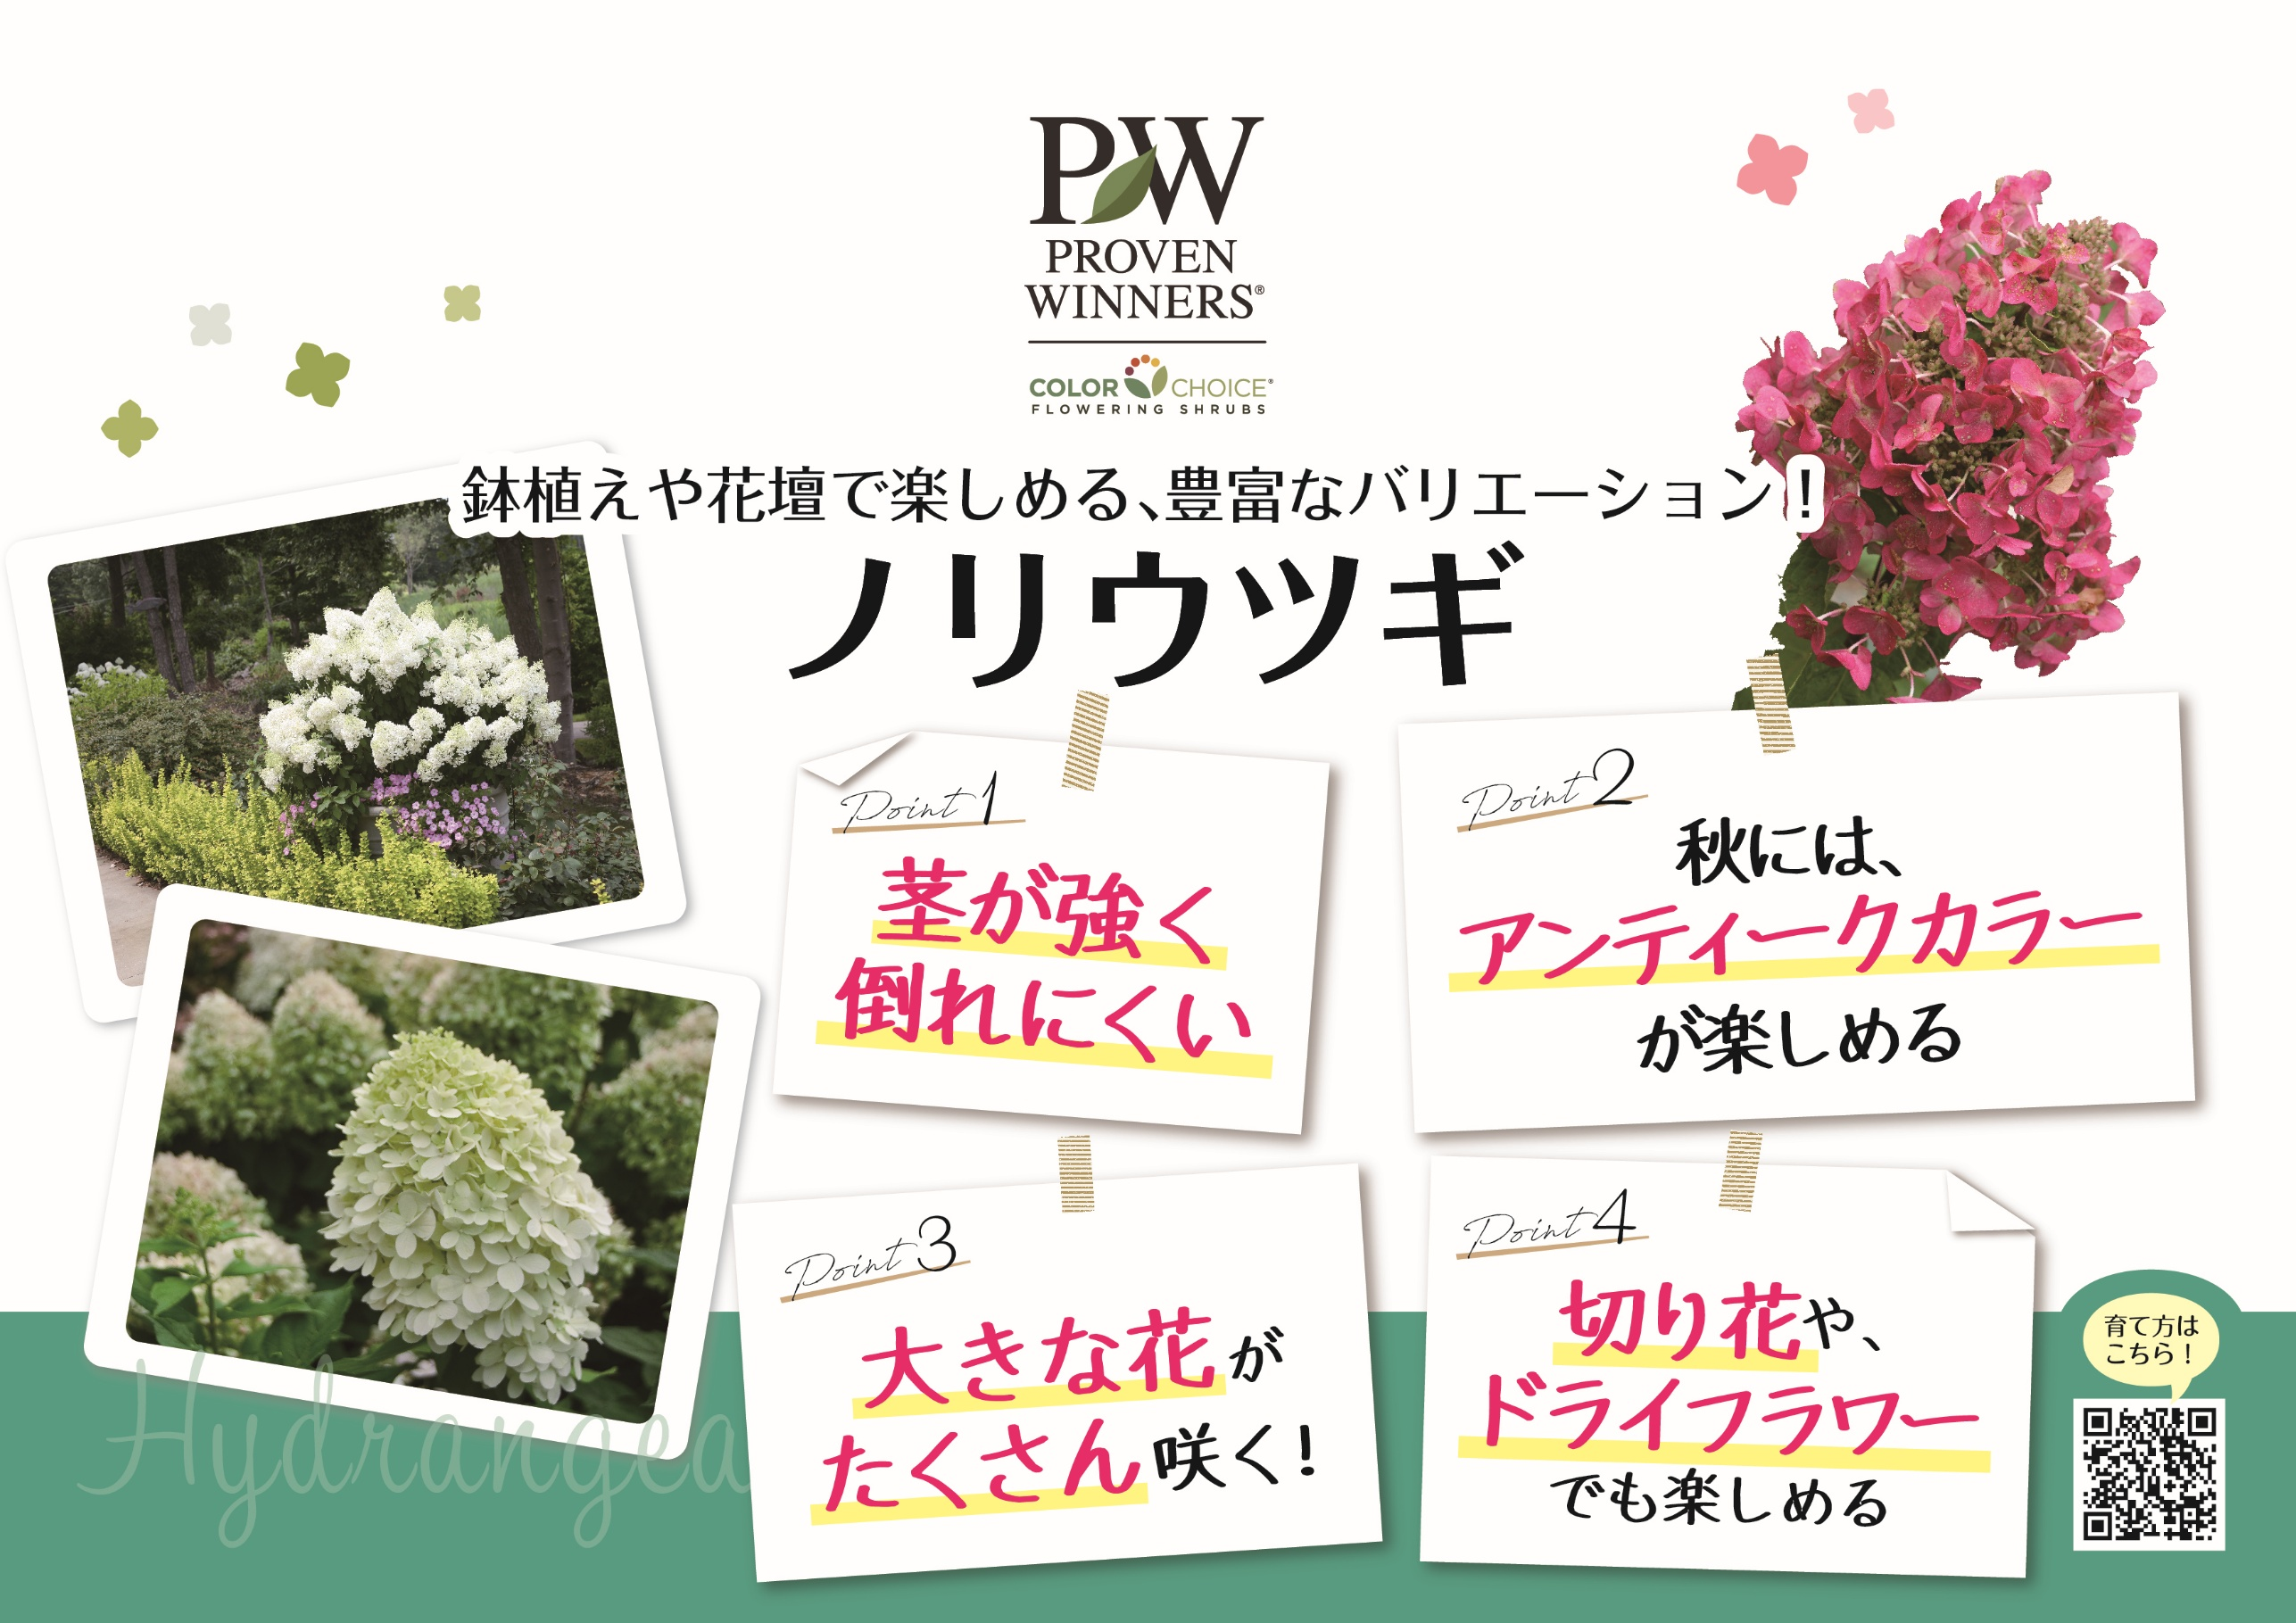 PW
PROVEN
WINNERS®
COLOR CHOICE®
FLOWERING SHRUBS
鉢植えや花壇で楽しめる、豊富なバリエーション！
ノリウツギ
Point 1
茎が強く
倒れにくい
Point 2
秋には、
アンティークカラー
が楽しめる
Point 3
大きな花が
たくさん咲く！
Point 4
切り花や、
ドライフラワー
でも楽しめる
育て方は
こちら！
Hydrangea